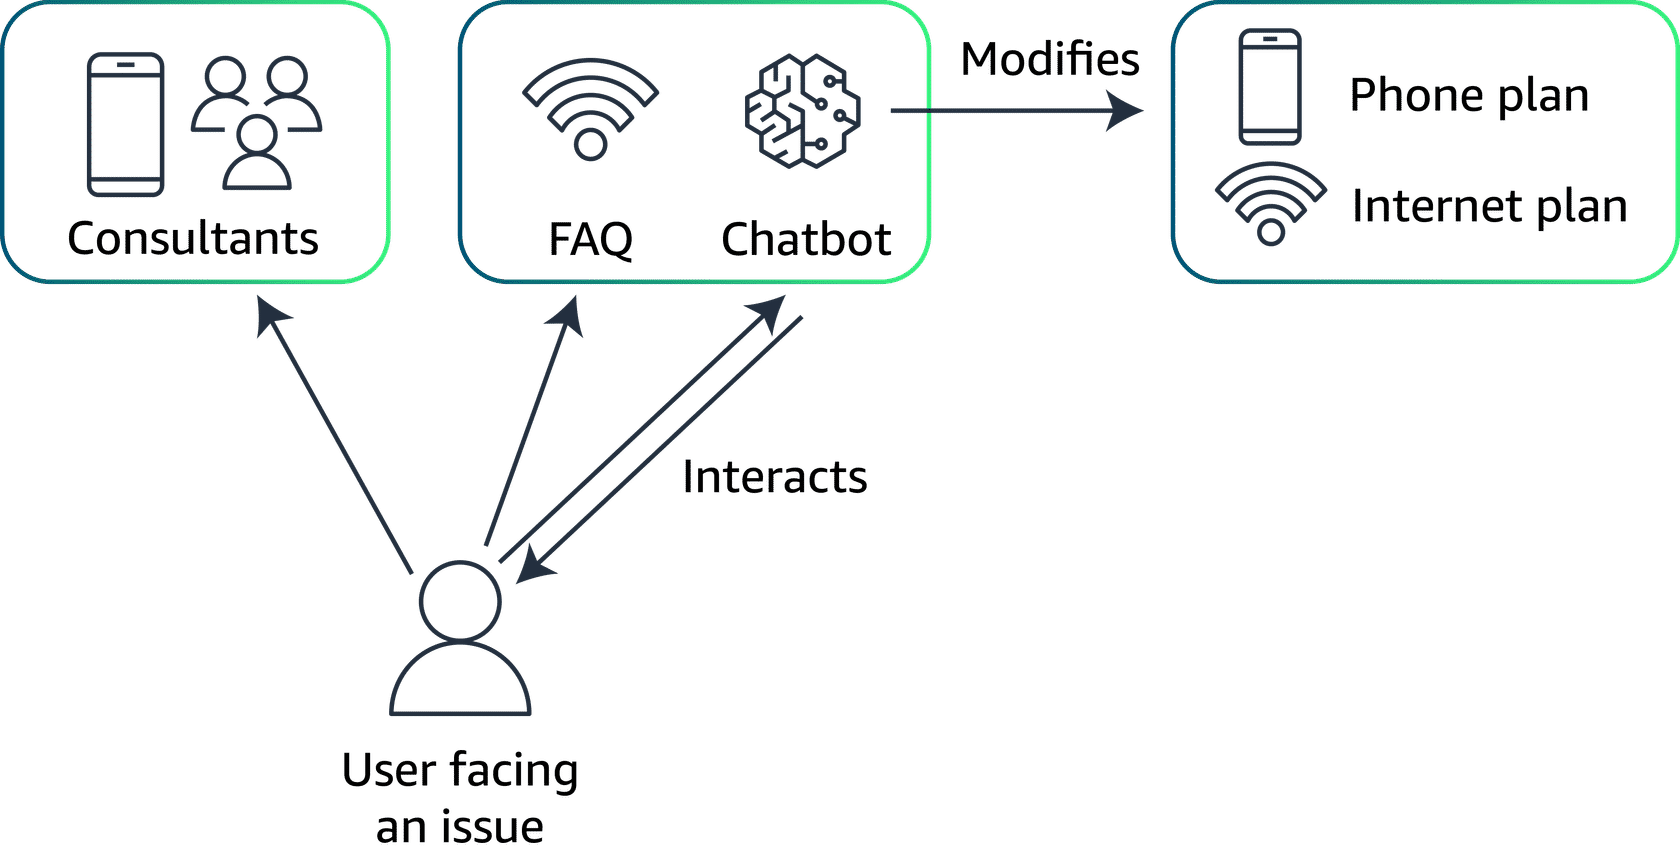 Consultants
FAQ
Chatbot
Modifies
Phone plan
Internet plan
Interacts
User facing
an issue